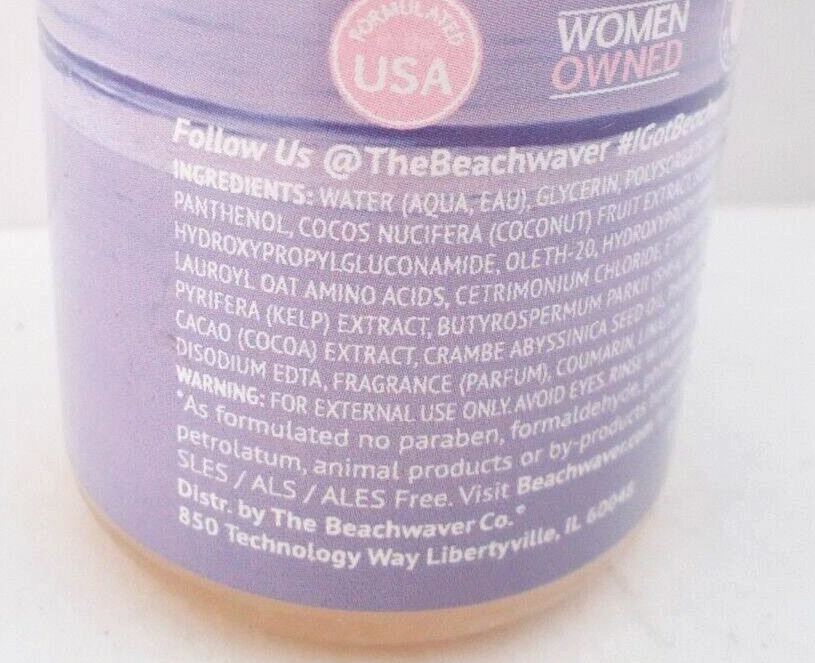 FORMULATED
USA
WOMEN
OWNED
Follow Us @TheBeachwaver
INGREDIENTS: WATER (AQUA, EAU), GLYCERIN,
PANTHENOL, COCOS NUCIFERA (COCONUT) FRUIT EXTRACT,
HYDROXYPROPYLGLUCONAMIDE, OLETH-20,
LAUROYL OAT AMINO ACIDS, CETRIMONIUM CHLORIDE,
PYRIFERA (KELP) EXTRACT, BUTYROSPERMUM PARKII
CACAO (COCOA) EXTRACT, CRAMBE ABYSSINICA SEED OIL,
DISODIUM EDTA, FRAGRANCE (PARFUM), COUMARIN,
WARNING: FOR EXTERNAL USE ONLY. AVOID EYES. RINSE
*As formulated no paraben, formaldehyde,
petrolatum, animal products or by-products
SLES / ALS / ALES Free. Visit Beachwaver.com
Distr. by The Beachwaver Co.®
850 Technology Way Libertyville, IL 60048